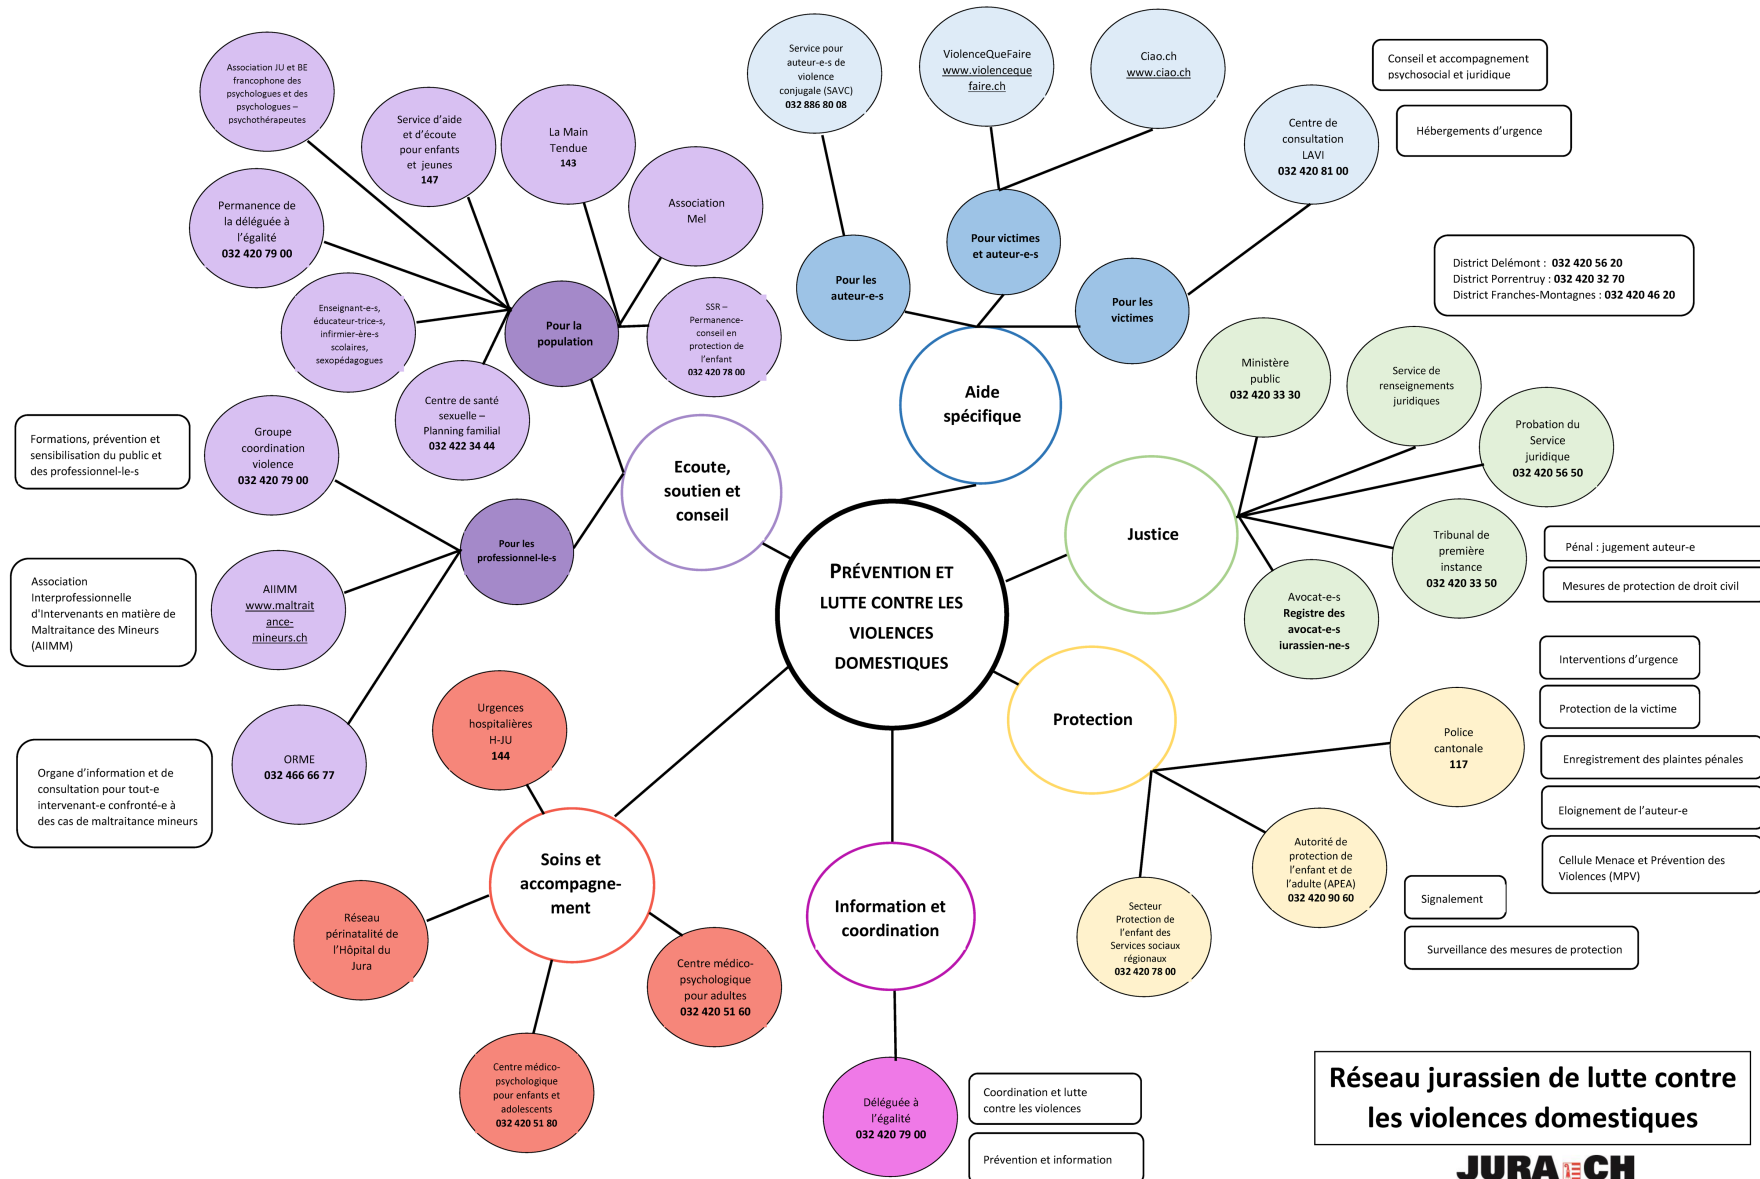 Association JU et BE
francophone des
psychologues et des
psychologues –
psychothérapeutes
Service d'aide
et d'écoute
pour enfants
et jeunes
147
La Main
Tendue
143
Association
Mel
Permanence de
la déléguée à
l'égalité
032 420 79 00
Enseignant-e-s,
éducateur-trice-s,
infirmier-ère-s
scolaires,
sexopédagogues
Pour la
population
SSR –
Permanence-
conseil en
protection de
l'enfant
032 420 78 00
Centre de santé
sexuelle –
Planning familial
032 422 34 44
Formations, prévention et
sensibilisation du public et
des professionnel-le-s
Groupe
coordination
violence
032 420 79 00
Ecoute,
soutien et
conseil
Pour les
professionnel-le-s
Association
Interprofessionnelle
d'Intervenants en matière de
Maltraitance des Mineurs
(AIIMM)
AIIMM
www.maltrait
ance-
mineurs.ch
Organe d'information et de
consultation pour tout-e
intervenant-e confronté-e à
des cas de maltraitance mineurs
ORME
032 466 66 77
Service pour
auteur-e-s de
violence
conjugale (SAVC)
032 886 80 08
ViolenceQueFaire
www.violenceque
faire.ch
Ciao.ch
www.ciao.ch
Centre de
consultation
LAVI
032 420 81 00
Conseil et accompagnement
psychosocial et juridique
Hébergements d'urgence
Pour les
auteur-e-s
Pour victimes
et auteur-e-s
Pour les
victimes
Aide
spécifique
District Delémont : 032 420 56 20
District Porrentruy : 032 420 32 70
District Franches-Montagnes : 032 420 46 20
Ministère
public
032 420 33 30
Service de
renseignements
juridiques
Probation du
Service
juridique
032 420 56 50
Justice
Tribunal de
première
instance
032 420 33 50
Pénal : jugement auteur-e
Mesures de protection de droit civil
Avocat-e-s
Registre des
avocat-e-s
jurassien-ne-s
PRÉVENTION ET
LUTTE CONTRE LES
VIOLENCES
DOMESTIQUES
Protection
Police
cantonale
117
Interventions d'urgence
Protection de la victime
Enregistrement des plaintes pénales
Eloignement de l'auteur-e
Cellule Menace et Prévention des
Violences (MPV)
Autorité de
protection de
l'enfant et de
l'adulte (APEA)
032 420 90 60
Signalement
Surveillance des mesures de protection
Secteur
Protection de
l'enfant des
Services sociaux
régionaux
032 420 78 00
Urgences
hospitalières
H-JU
144
Soins et
accompagne-
ment
Réseau
périnatalité de
l'Hôpital du
Jura
Centre médico-
psychologique
pour adultes
032 420 51 60
Centre médico-
psychologique
pour enfants et
adolescents
032 420 51 80
Information et
coordination
Déléguée à
l'égalité
032 420 79 00
Coordination et lutte
contre les violences
Prévention et information
Réseau jurassien de lutte contre
les violences domestiques
JURA CH